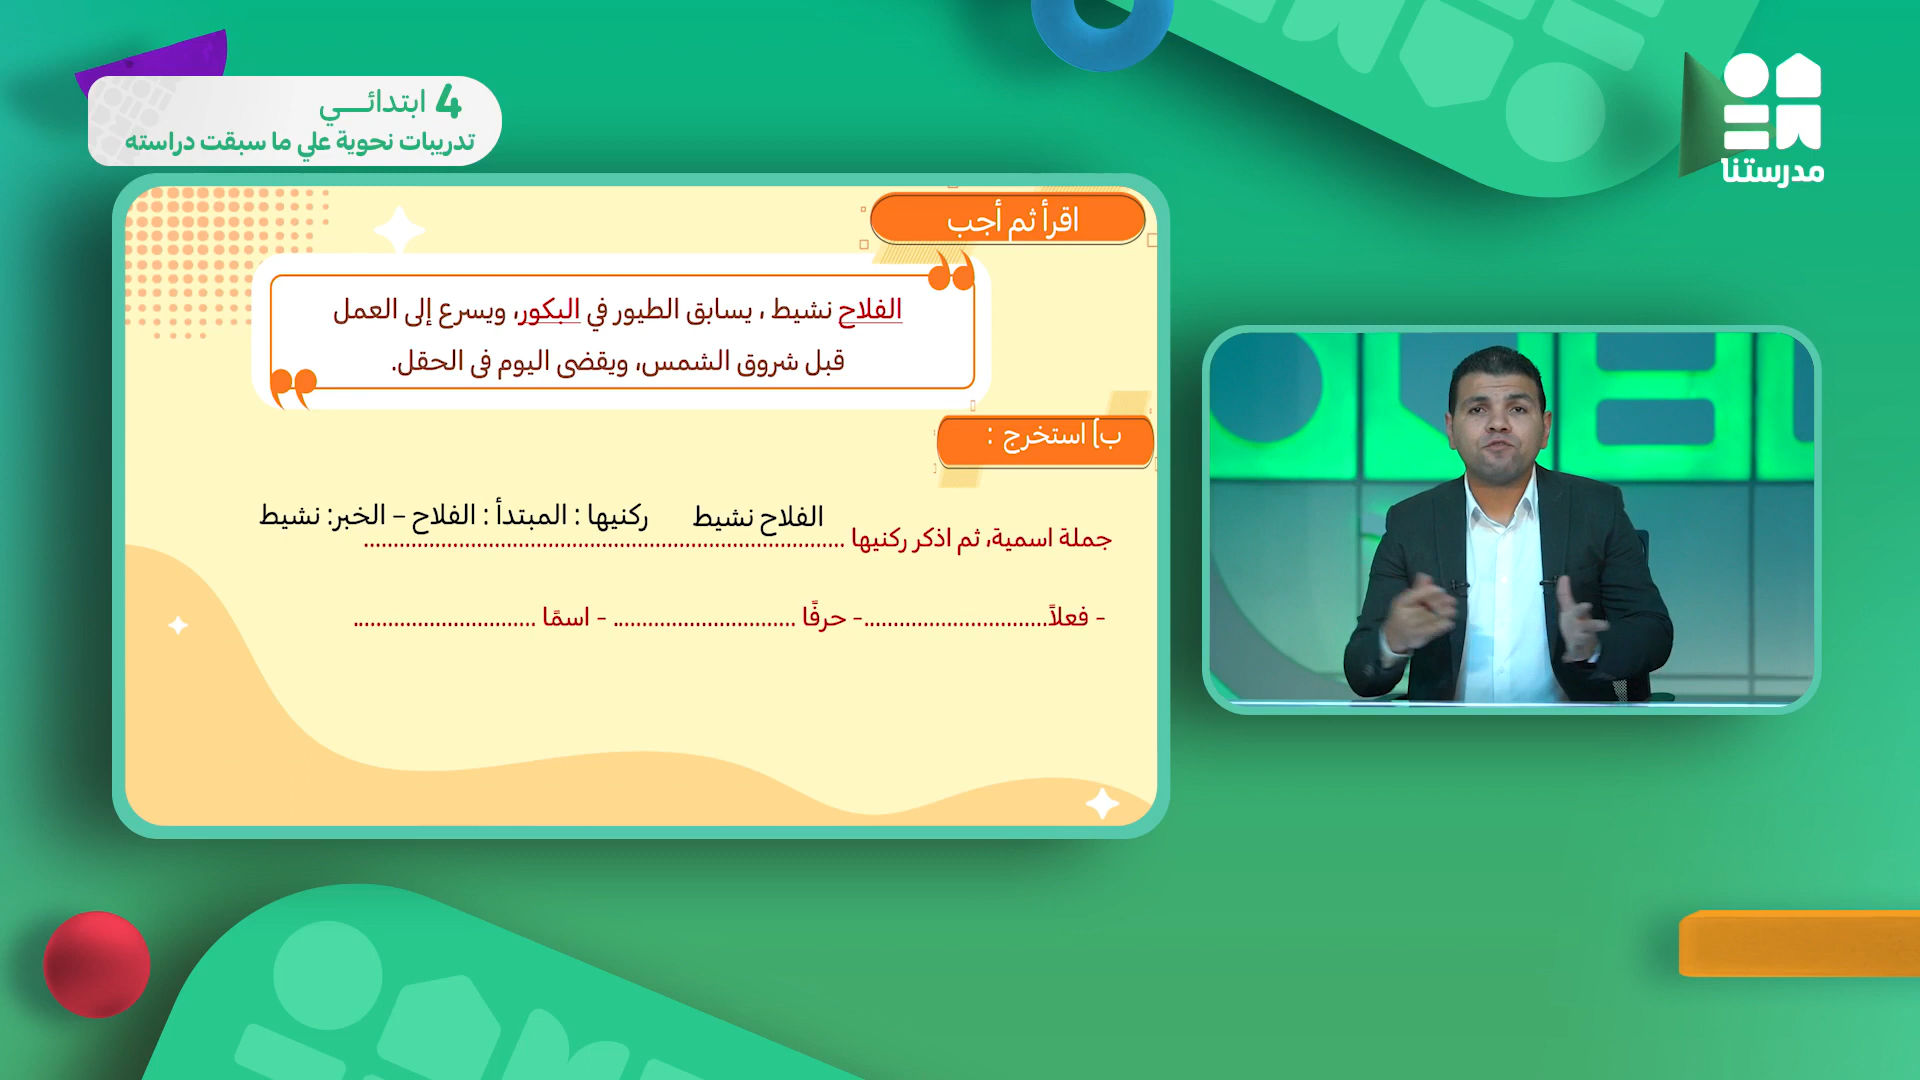 4 ابتدائـــي
تدريبات نحوية علي ما سبقت دراسته
مدرستنا
اقرأ ثم أجب
الفلاح نشيط ، يسابق الطيور في البكور، ويسرع إلى العمل
قبل شروق الشمس، ويقضى اليوم فى الحقل.
ب) استخرج :
الفلاح نشيط ركنيها : المبتدأ : الفلاح – الخبر: نشيط
جملة اسمية، ثم اذكر ركنيها ................................................................................
- فعلاً...............................- حرفًا ............................... - اسمًا ...............................